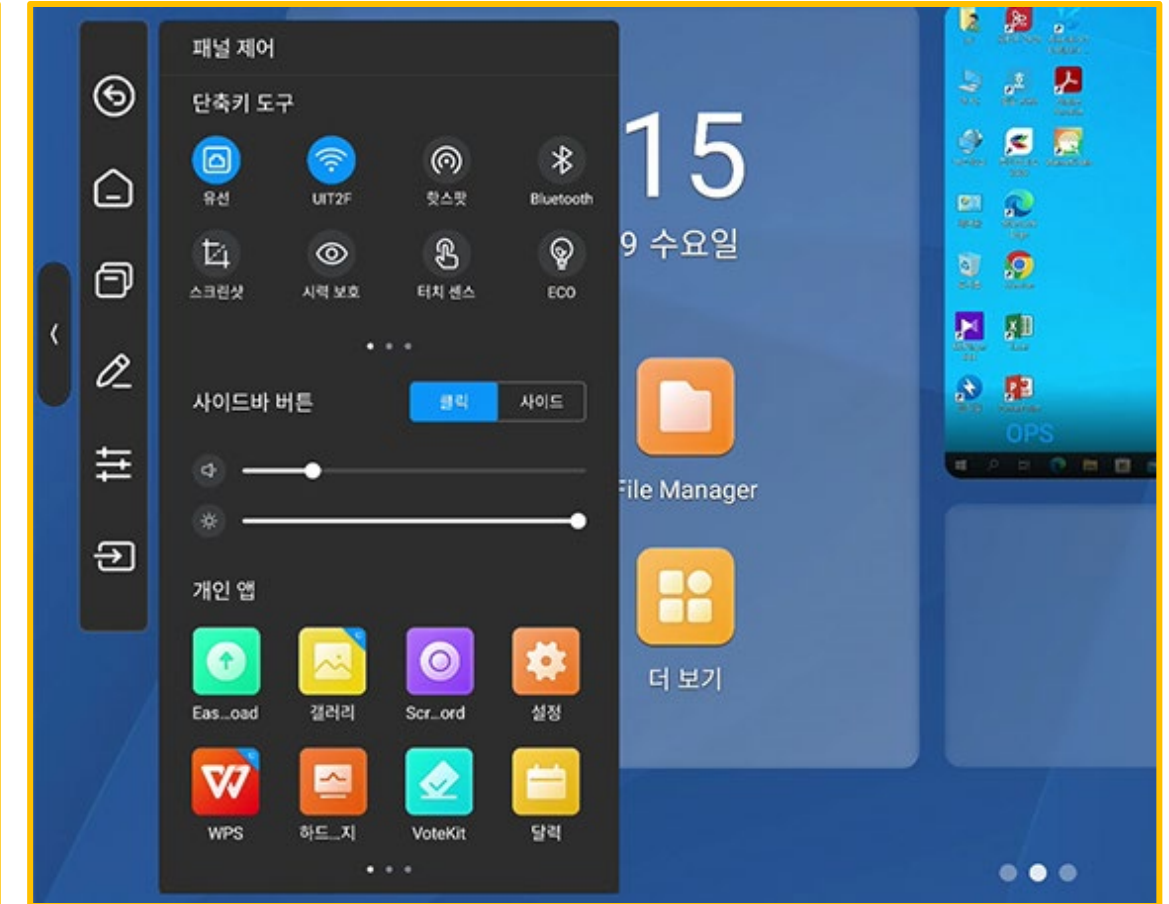 패널 제어
단축키 도구
유선
UIT2F
핫스팟
Bluetooth
스크린샷
시력 보호
터치 센스
ECO
사이드바 버튼
클릭
사이드
개인 앱
Eas...oad
갤러리
Scr...ord
설정
WPS
하드...지
VoteKit
달력
15
9 수요일
File Manager
더 보기
OPS